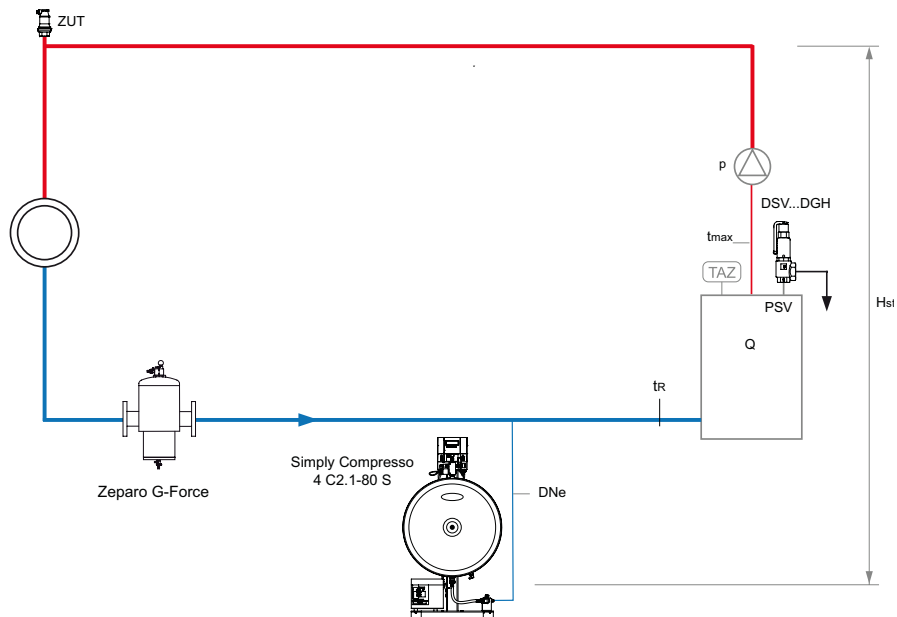 ZUT
p
DSV...DGH
tmax
TAZ
PSV
Hst
Q
tR
Simply Compresso
4 C2.1-80 S
DNe
Zeparo G-Force